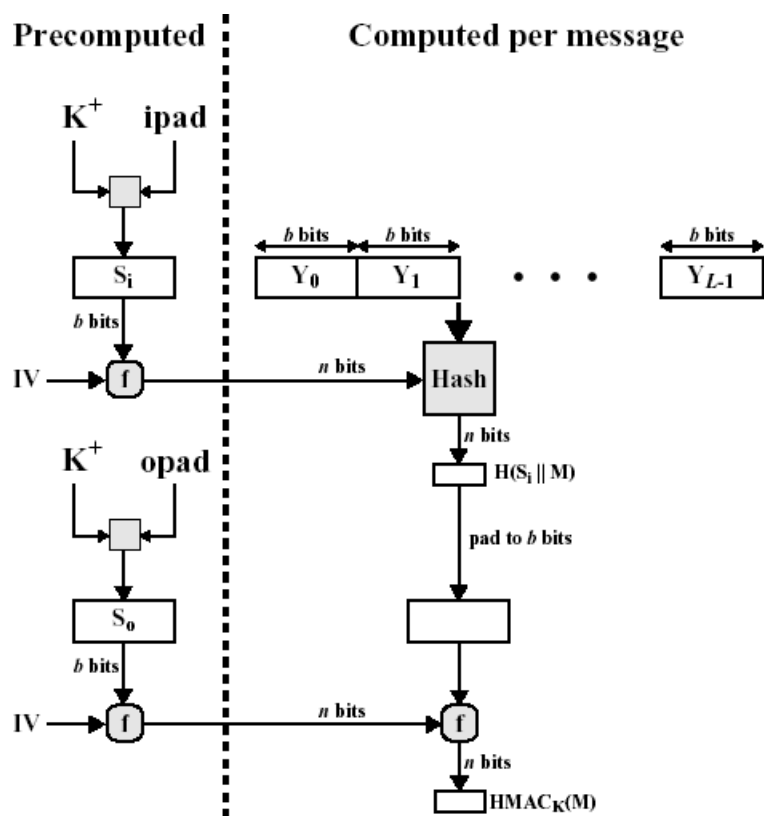 Precomputed
Computed per message
K+ ipad
b bits b bits b bits
Si
Y0 Y1 • • • YL-1
b bits
IV f n bits Hash
n bits
K+ opad
H(Si || M)
pad to b bits
So
b bits
IV f n bits f
n bits
HMACK(M)